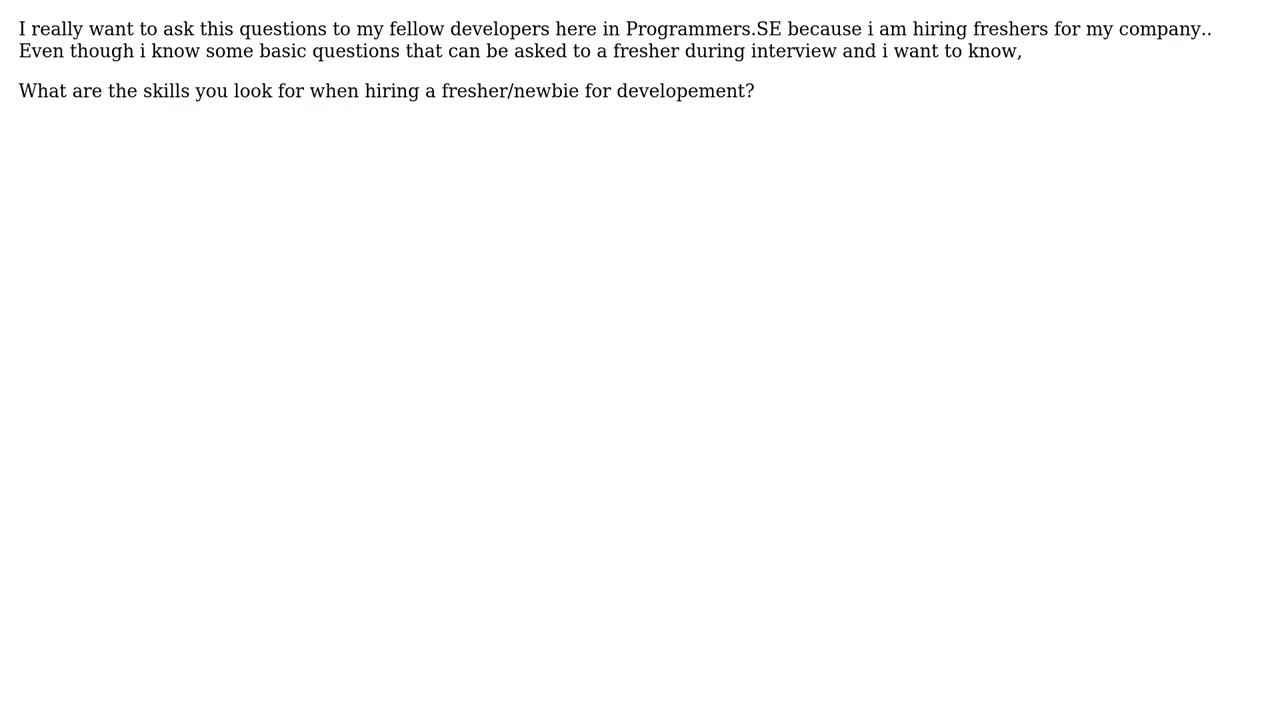 I really want to ask this questions to my fellow developers here in Programmers.SE because i am hiring freshers for my company..
Even though i know some basic questions that can be asked to a fresher during interview and i want to know,
What are the skills you look for when hiring a fresher/newbie for developement?